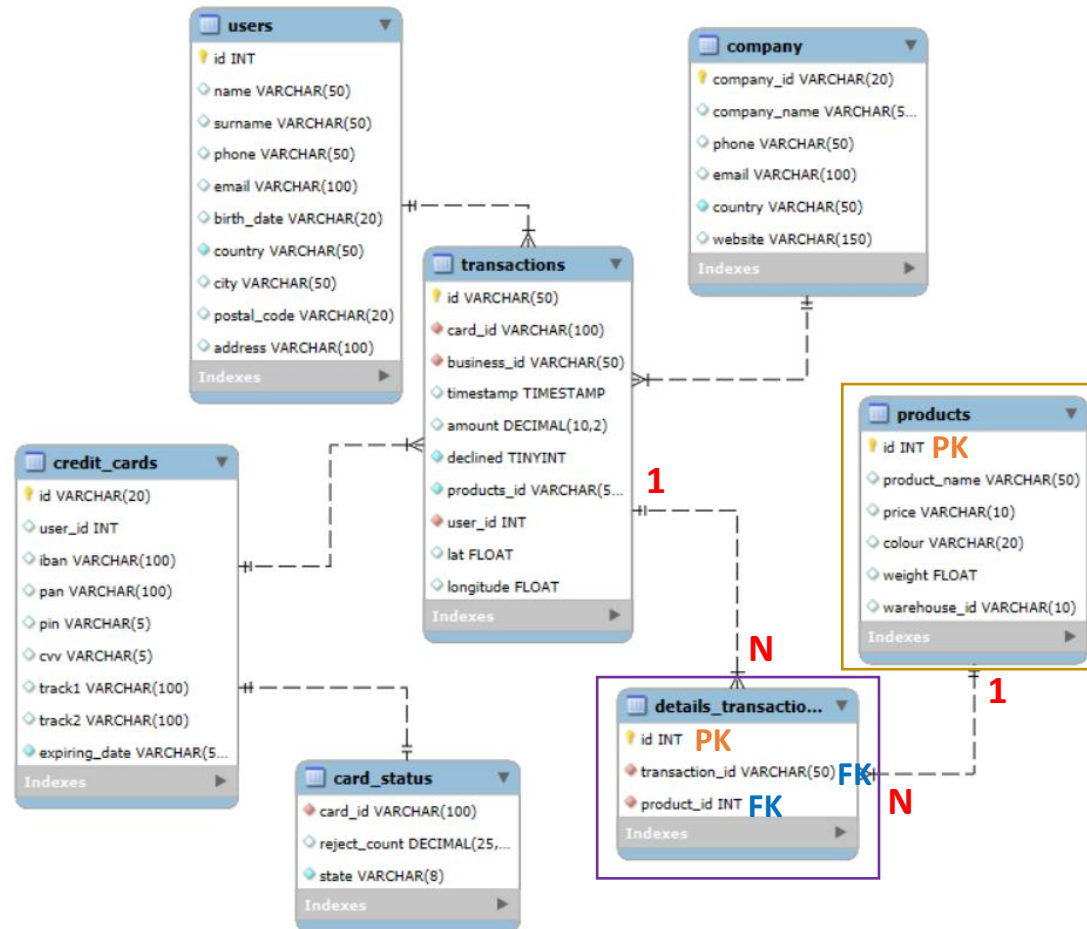 users
id INT
name VARCHAR(50)
surname VARCHAR(50)
phone VARCHAR(50)
email VARCHAR(100)
birth_date VARCHAR(20)
country VARCHAR(50)
city VARCHAR(50)
postal_code VARCHAR(20)
address VARCHAR(100)
Indexes
company
company_id VARCHAR(20)
company_name VARCHAR(5...
phone VARCHAR(50)
email VARCHAR(100)
country VARCHAR(50)
website VARCHAR(150)
Indexes
transactions
id VARCHAR(50)
card_id VARCHAR(100)
business_id VARCHAR(50)
timestamp TIMESTAMP
amount DECIMAL(10,2)
declined TINYINT
products_id VARCHAR(5...
user_id INT
lat FLOAT
longitude FLOAT
Indexes
1
N
products
id INT PK
product_name VARCHAR(50)
price VARCHAR(10)
colour VARCHAR(20)
weight FLOAT
warehouse_id VARCHAR(10)
Indexes
1
N
credit_cards
id VARCHAR(20)
user_id INT
iban VARCHAR(100)
pan VARCHAR(100)
pin VARCHAR(5)
cvv VARCHAR(5)
track1 VARCHAR(100)
track2 VARCHAR(100)
expiring_date VARCHAR(5...
Indexes
details_transactio...
id INT PK
transaction_id VARCHAR(50) FK
product_id INT FK
Indexes
card_status
card_id VARCHAR(100)
reject_count DECIMAL(25,...
state VARCHAR(8)
Indexes